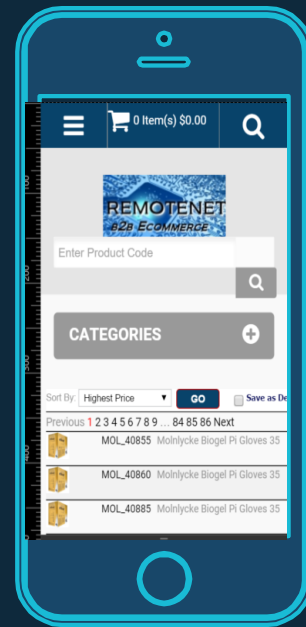 0 Item(s) $0.00
REMOTENET
B2B ECOMMERCE
Enter Product Code
CATEGORIES
Sort By: Highest Price GO Save as De
Previous 1 2 3 4 5 6 7 8 9 ... 84 85 86 Next
MOL_40855 Molnlycke Biogel Pi Gloves 35
MOL_40860 Molnlycke Biogel Pi Gloves 35
MOL_40885 Molnlycke Biogel Pi Gloves 35